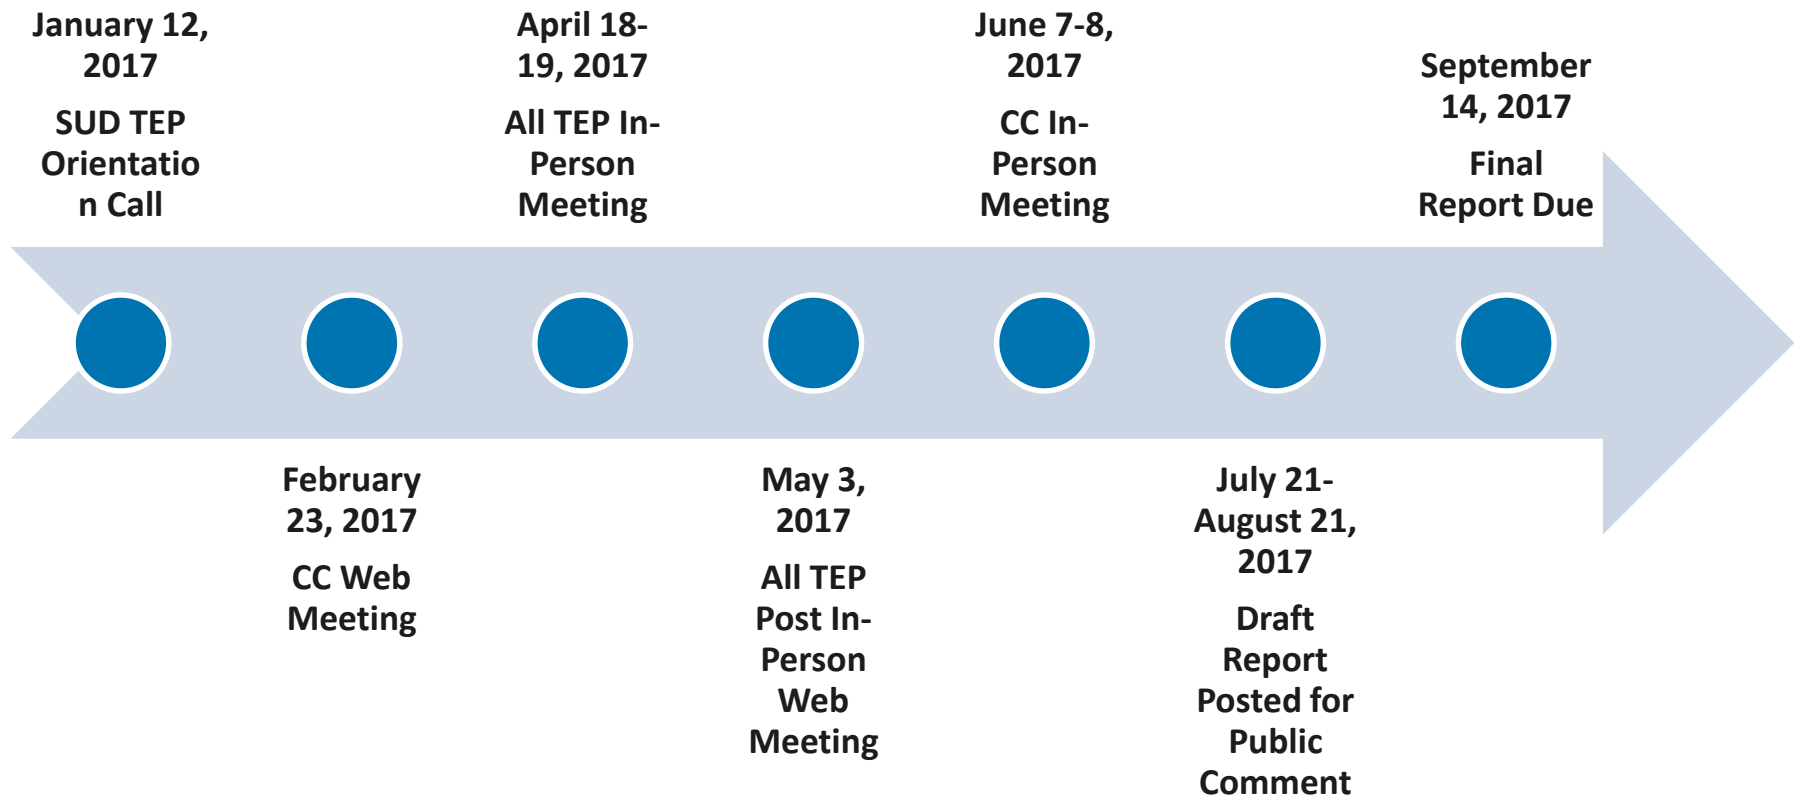 January 12,
2017
SUD TEP
Orientatio
n Call
February
23, 2017
CC Web
Meeting
April 18-
19, 2017
All TEP In-
Person
Meeting
May 3,
2017
All TEP
Post In-
Person
Web
Meeting
June 7-8,
2017
CC In-
Person
Meeting
July 21-
August 21,
2017
Draft
Report
Posted for
Public
Comment
September
14, 2017
Final
Report Due